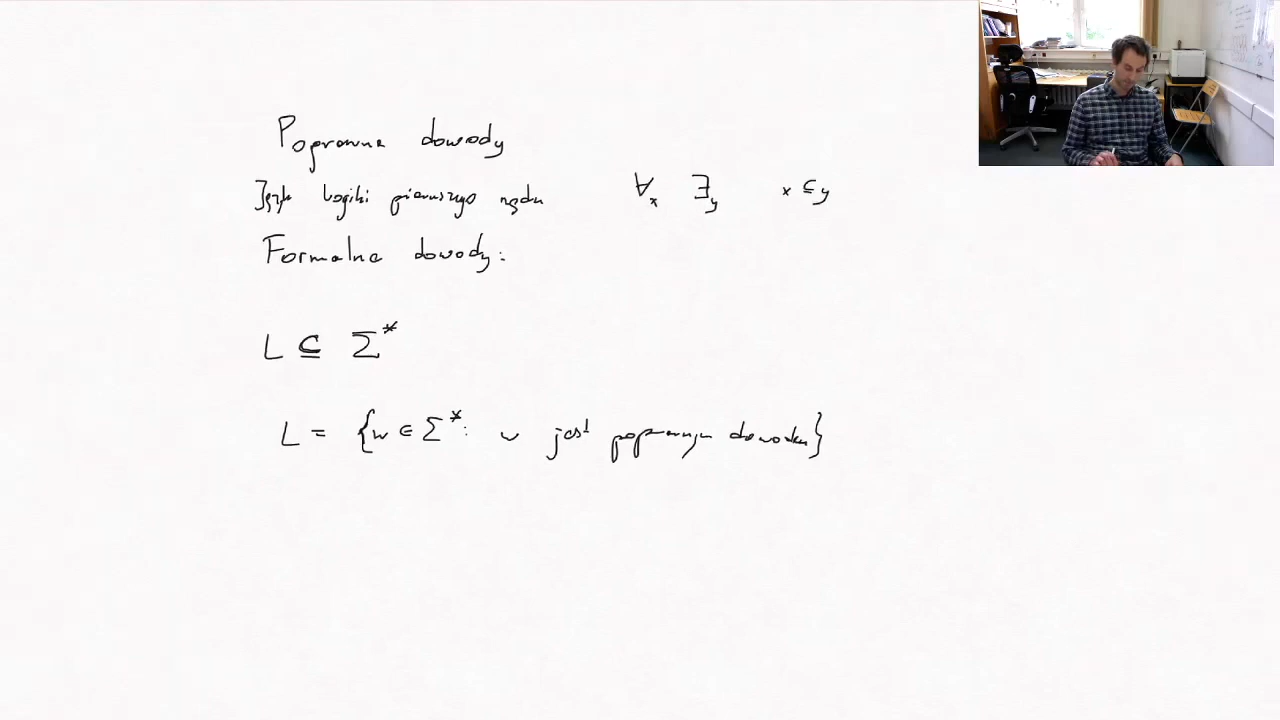 Poprawne dowody
Język logiki pierwszego rzędu ∀x ∃y x ⊆ y
Formalne dowody:
L ⊆ Σ*
L = {w ∈ Σ*: w jest poprawnym dowodem}